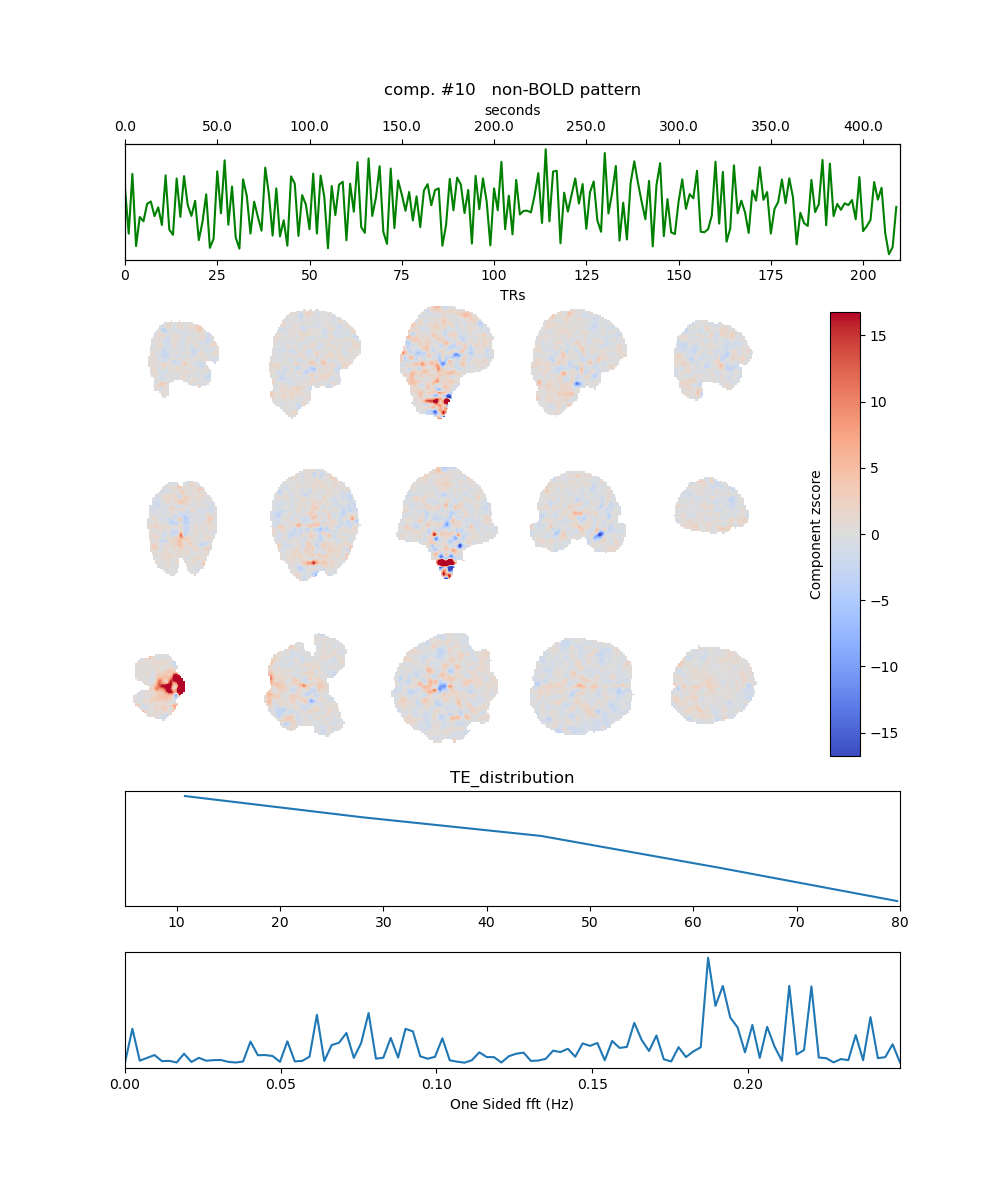 comp. #10   non-BOLD pattern
seconds
0.0 50.0 100.0 150.0 200.0 250.0 300.0 350.0 400.0
0 25 50 75 100 125 150 175 200
TRs
15
10
5
0
−5
−10
−15
Component zscore
TE_distribution
10 20 30 40 50 60 70 80
0.00 0.05 0.10 0.15 0.20
One Sided fft (Hz)